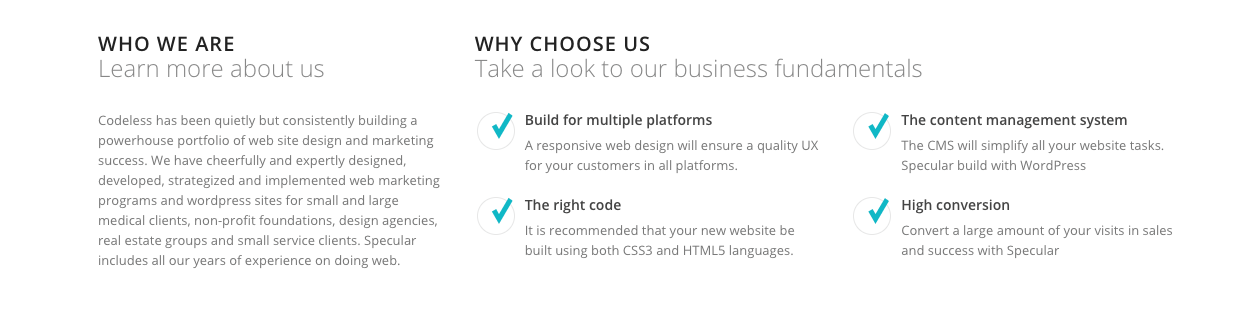 WHO WE ARE
Learn more about us
Codeless has been quietly but consistently building a
powerhouse portfolio of web site design and marketing
success. We have cheerfully and expertly designed,
developed, strategized and implemented web marketing
programs and wordpress sites for small and large
medical clients, non-profit foundations, design agencies,
real estate groups and small service clients. Specular
includes all our years of experience on doing web.
WHY CHOOSE US
Take a look to our business fundamentals
Build for multiple platforms
A responsive web design will ensure a quality UX
for your customers in all platforms.
The content management system
The CMS will simplify all your website tasks.
Specular build with WordPress
The right code
It is recommended that your new website be
built using both CSS3 and HTML5 languages.
High conversion
Convert a large amount of your visits in sales
and success with Specular